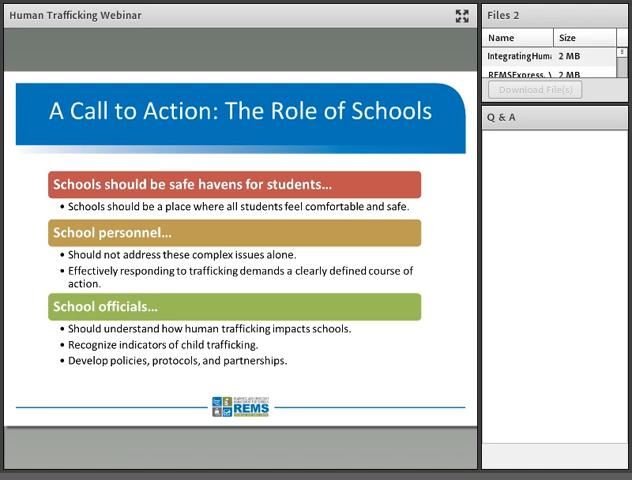 Human Trafficking Webinar
A Call to Action: The Role of Schools
Schools should be safe havens for students...
• Schools should be a place where all students feel comfortable and safe.
School personnel...
• Should not address these complex issues alone.
• Effectively responding to trafficking demands a clearly defined course of
action.
School officials...
• Should understand how human trafficking impacts schools.
• Recognize indicators of child trafficking.
• Develop policies, protocols, and partnerships.
REMS
Files 2
Name Size
IntegratingHum 2 MB
REMSExpress. 2 MB
Download File(s)
Q & A